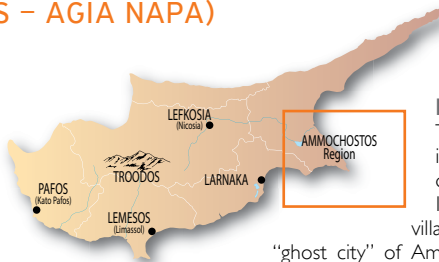 S – AGIA NAPA)
LEFKOSIA
(Nicosia)
AMMOCHOSTOS
Region
TROODOS
LARNAKA
PAFOS
(Kato Pafos)
LEMESOS
(Limassol)
villa
“ghost city” of Am